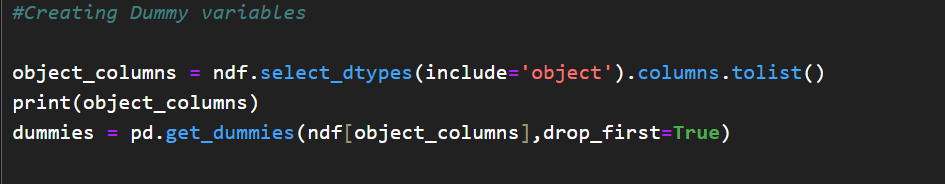 #Creating Dummy variables
object_columns = ndf.select_dtypes(include='object').columns.tolist()
print(object_columns)
dummies = pd.get_dummies(ndf[object_columns],drop_first=True)